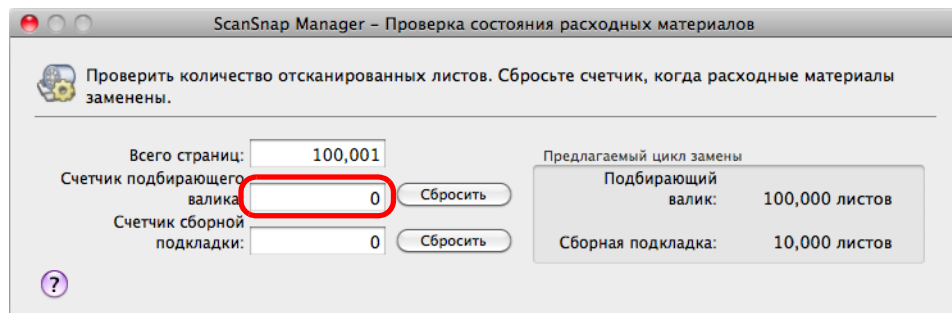 ScanSnap Manager – Проверка состояния расходных материалов
Проверить количество отсканированных листов. Сбросьте счетчик, когда расходные материалы
заменены.
Всего страниц: 100,001
Счетчик подбирающего
валика 0 Сбросить
Счетчик сборной
подкладки: 0 Сбросить
Предлагаемый цикл замены
Подбирающий
валик: 100,000 листов
Сборная подкладка: 10,000 листов
?